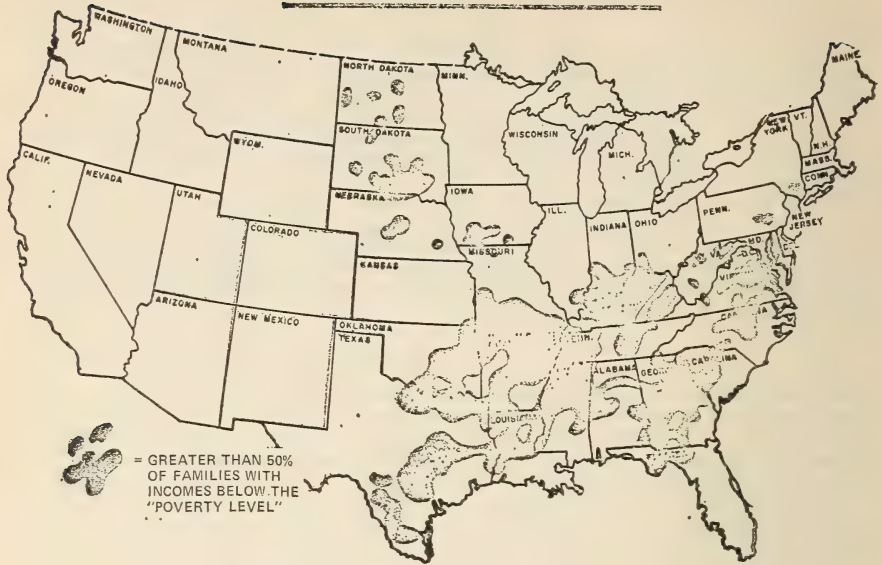 WASHINGTON
MONTANA
NORTH DAKOTA
MINN.
MAINE
OREGON
IDAHO
SOUTH DAKOTA
WISCONSIN
MICH.
NEW YORK
VT.
N.H.
MASS.
CONN.
WYOM.
CALIF.
NEVADA
UTAH
NEBRASKA
IOWA
ILL.
INDIANA
OHIO
PENN.
NEW JERSEY
COLORADO
KANSAS
MISSOURI
MD.
ARIZONA
NEW MEXICO
OKLAHOMA
TEXAS
ALABAMA
CAROLINA
= GREATER THAN 50%
OF FAMILIES WITH
INCOMES BELOW THE
"POVERTY LEVEL"